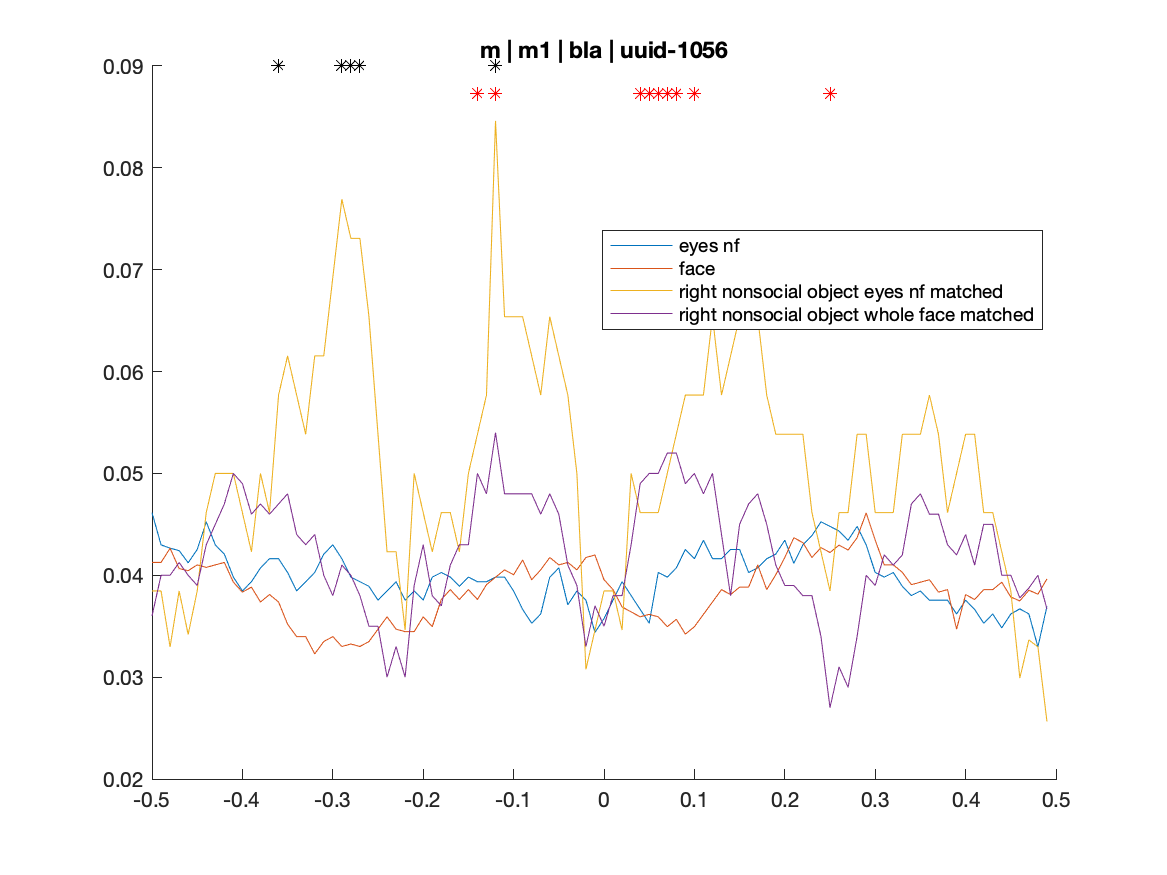 m | m1 | bla | uuid-1056
0.09
0.08
0.07
0.06
0.05
0.04
0.03
0.02
eyes nf
face
right nonsocial object eyes nf matched
right nonsocial object whole face matched
-0.5 -0.4 -0.3 -0.2 -0.1 0 0.1 0.2 0.3 0.4 0.5